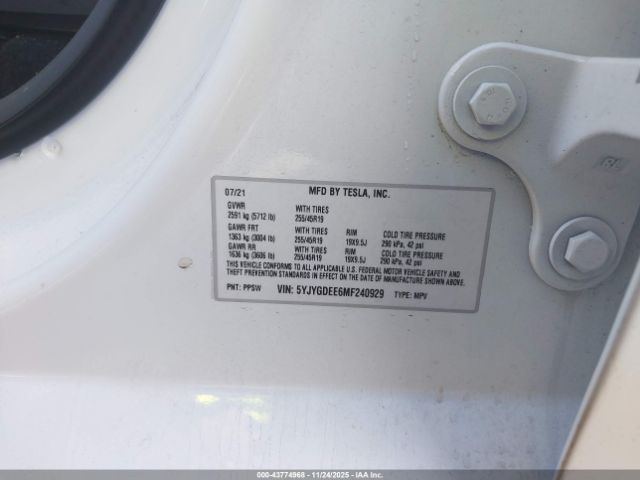 07/21 MFD BY TESLA, INC.
GVWR WITH TIRES
2591 kg (5712 lb) 255/45R19
GAWR FRT WITH TIRES RIM COLD TIRE PRESSURE
1363 kg (3004 lb) 255/45R19 19X9.5J 290 kPa, 42 psi
GAWR RR WITH TIRES RIM COLD TIRE PRESSURE
1636 kg (3606 lb) 255/45R19 19X9.5J 290 kPa, 42 psi
THIS VEHICLE CONFORMS TO ALL APPLICABLE U.S. FEDERAL MOTOR VEHICLE SAFETY AND
THEFT PREVENTION STANDARDS IN EFFECT ON THE DATE OF MANUFACTURE SHOWN ABOVE.
PNT: PPSW VIN: 5YJYGDEE6MF240929 TYPE: MPV
00-43774968 - 11/24/2025 - IAA Corp.